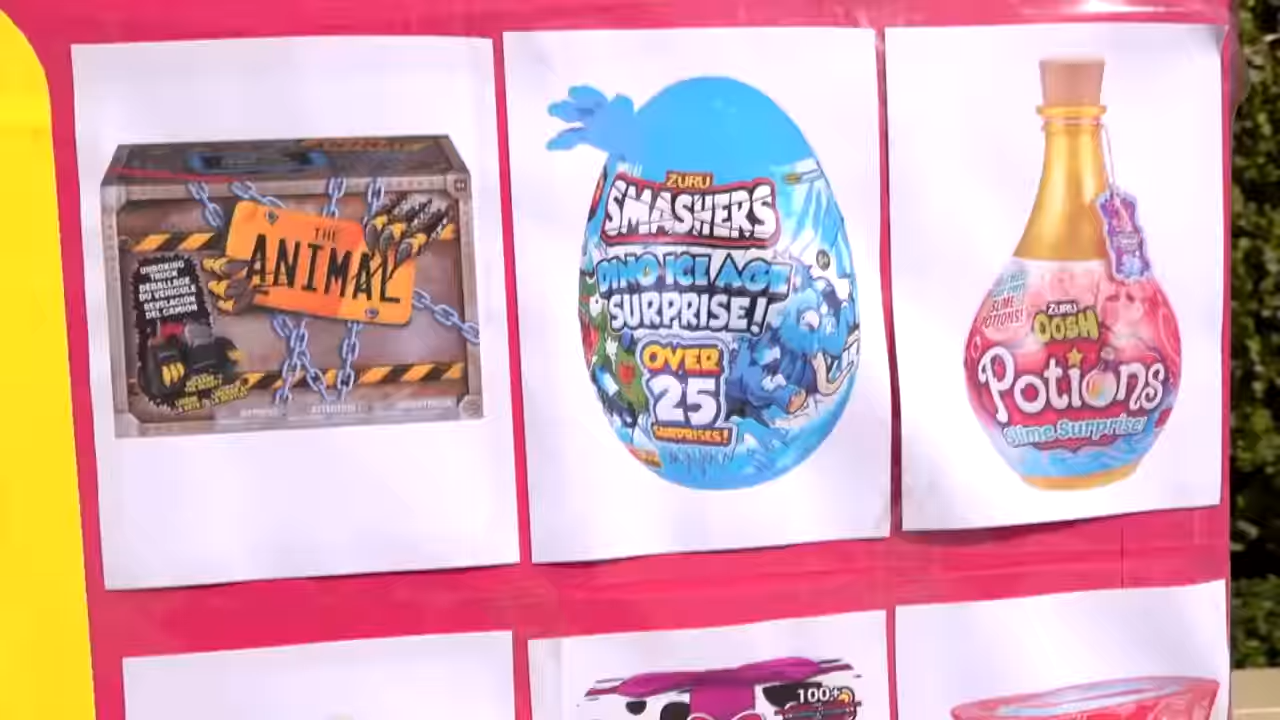 THE
ANIMAL
UNBOXING
TRUCK
DÉBALLAGE
DU VÉHICULE
REVELACIÓN
DEL CAMIÓN
ZURU
SMASHERS
DINO ICE AGE
SURPRISE!
OVER
25
SURPRISES!
SLIME
POTIONS!
ZURU
OOSH
Potions
Slime Surprise!
100+